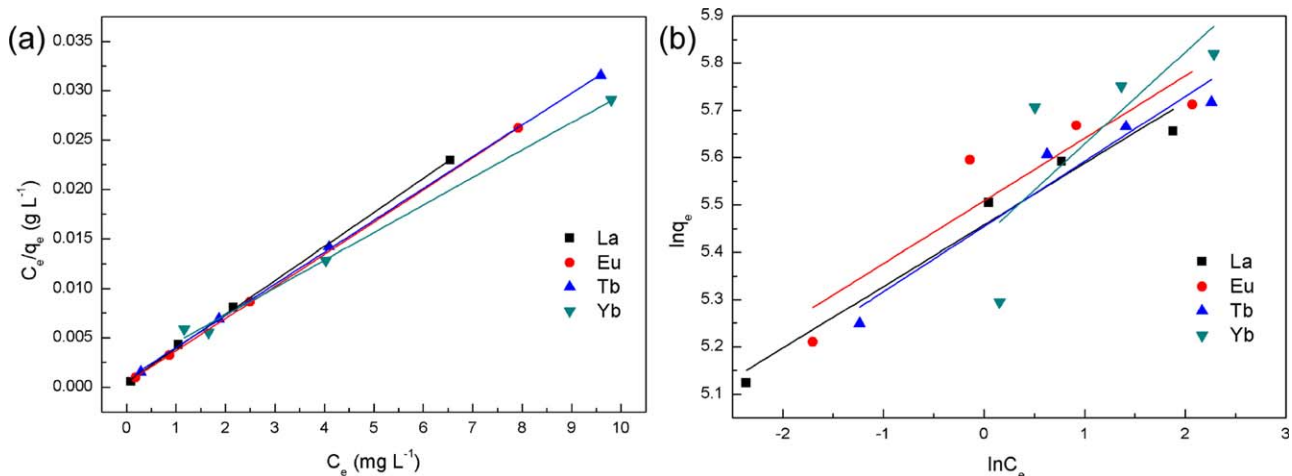 (a)
0.035
0.030
0.025
0.020
0.015
0.010
0.005
0.000
Cₑ/qₑ (g L⁻¹)
La
Eu
Tb
Yb
0 1 2 3 4 5 6 7 8 9 10
Cₑ (mg L⁻¹)
(b)
5.9
5.8
5.7
5.6
5.5
5.4
5.3
5.2
5.1
lnqₑ
La
Eu
Tb
Yb
-2 -1 0 1 2 3
lnCₑ